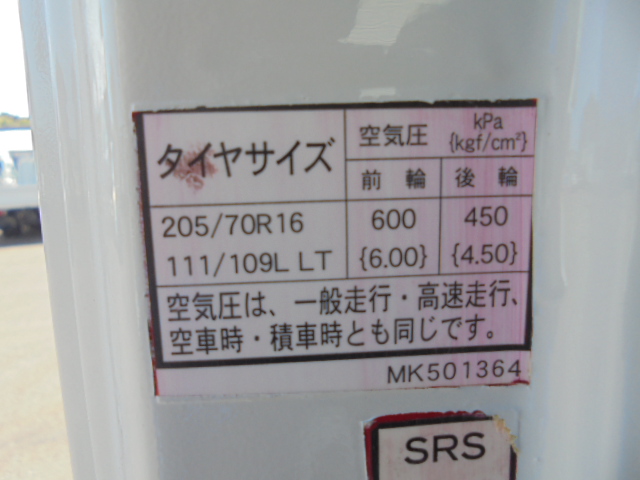 タイヤサイズ
空気圧 kPa {kgf/cm²}
前輪 後輪
205/70R16 600 450
111/109L LT {6.00} {4.50}
空気圧は、一般走行・高速走行、
空車時・積車時とも同じです。
MK501364
SRS